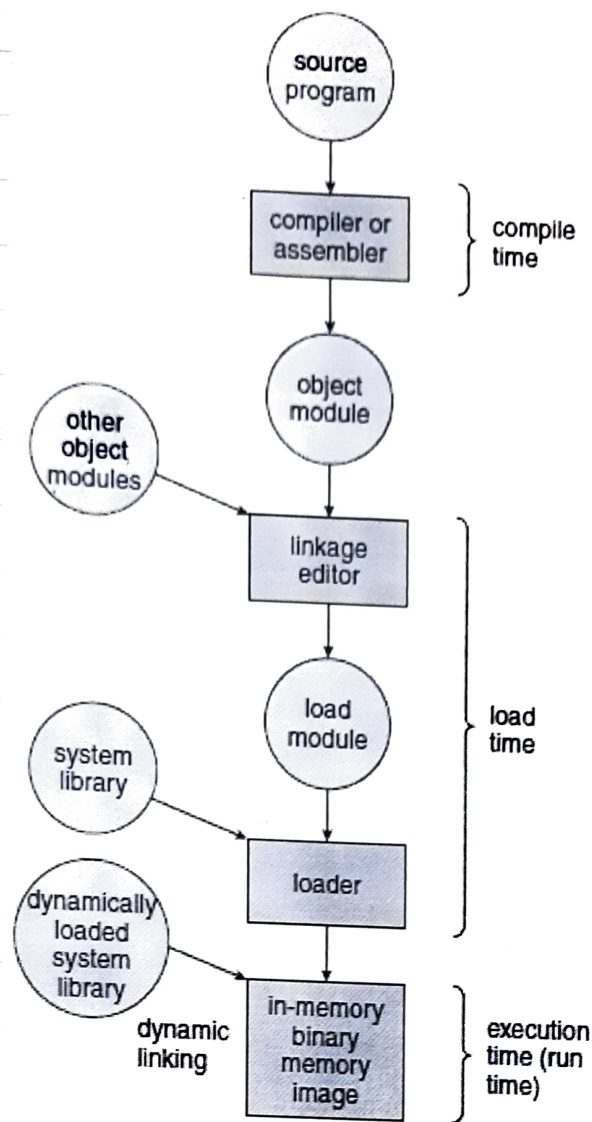 source
program
compiler or
assembler
compile
time
object
module
other
object
modules
linkage
editor
load
module
load
time
system
library
loader
dynamically
loaded
system
library
dynamic
linking
in-memory
binary
memory
image
execution
time (run
time)